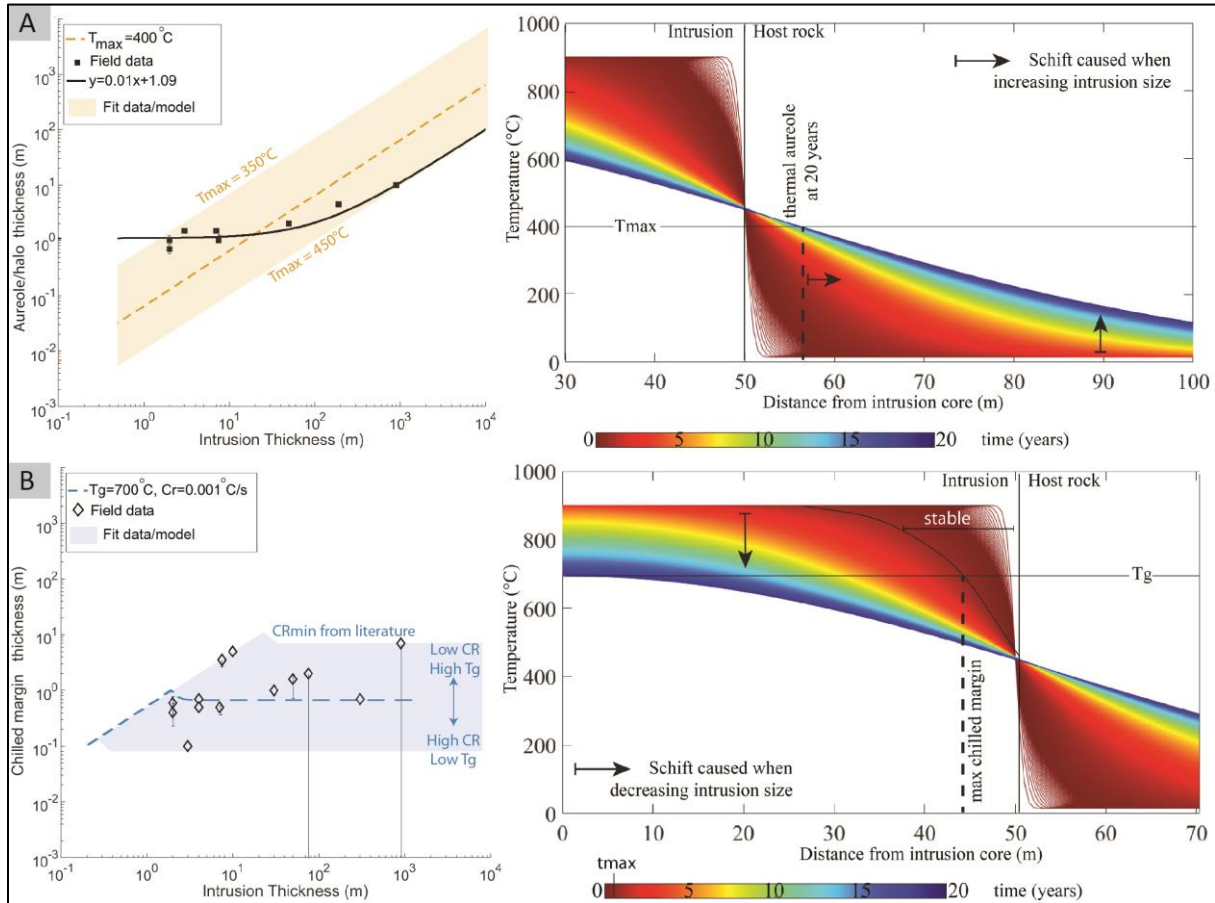 A
T_max=400°C
Field data
y=0.01x+1.09
Fit data/model
Tmax = 350°C
Tmax = 450°C
Aureole/halo thickness (m)
10^3
10^2
10^1
10^0
10^-1
10^-2
10^-3
10^-1 10^0 10^1 10^2 10^3 10^4
Intrusion Thickness (m)
Intrusion Host rock
Schift caused when
increasing intrusion size
thermal aureole
at 20 years
Tmax
Temperature (°C)
1000
800
600
400
200
0
30 40 50 60 70 80 90 100
Distance from intrusion core (m)
0 5 10 15 20 time (years)
B
Tg=700°C, Cr=0.001°C/s
Field data
Fit data/model
CRmin from literature
Low CR
High Tg
High CR
Low Tg
Chilled margin thickness (m)
10^3
10^2
10^1
10^0
10^-1
10^-2
10^-3
10^-1 10^0 10^1 10^2 10^3 10^4
Intrusion Thickness (m)
Intrusion Host rock
stable
Tg
Schift caused when
decreasing intrusion size
max chilled margin
Temperature (°C)
1000
800
600
400
200
0
0 10 20 30 40 50 60 70
Distance from intrusion core (m)
tmax
0 5 10 15 20 time (years)